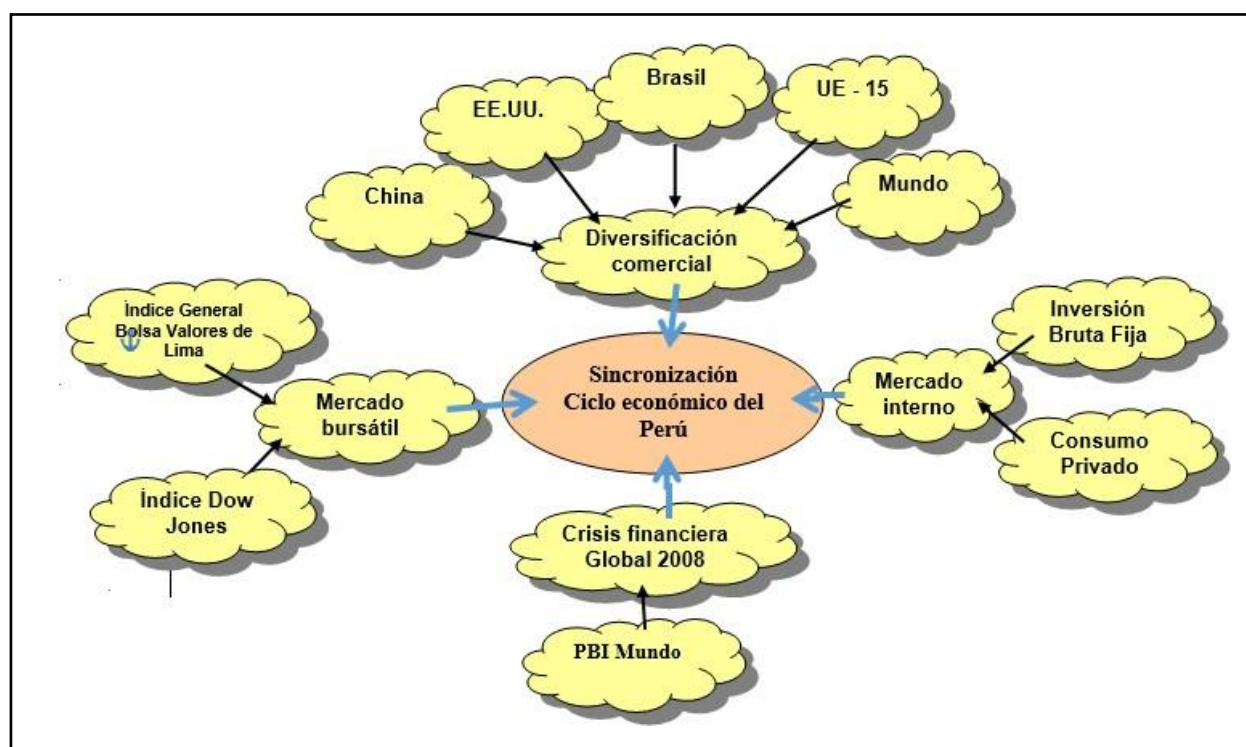 Brasil
UE - 15
EE.UU.
China
Mundo
Diversificación
comercial
Índice General
Bolsa Valores de
Lima
Inversión
Bruta Fija
Sincronización
Ciclo económico del
Perú
Mercado
bursátil
Mercado
interno
Consumo
Privado
Índice Dow
Jones
Crisis financiera
Global 2008
PBI Mundo